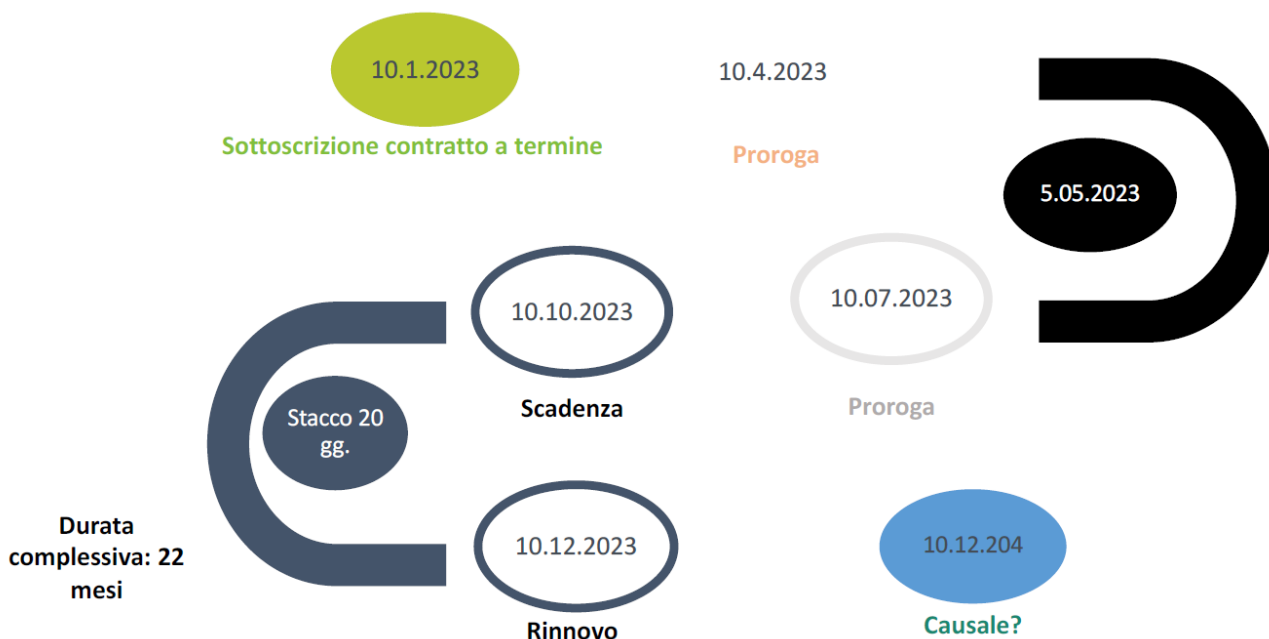 10.1.2023
Sottoscrizione contratto a termine
10.4.2023
Proroga
5.05.2023
10.07.2023
Proroga
10.10.2023
Scadenza
Stacco 20
gg.
10.12.2023
Rinnovo
10.12.204
Causale?
Durata
complessiva: 22
mesi